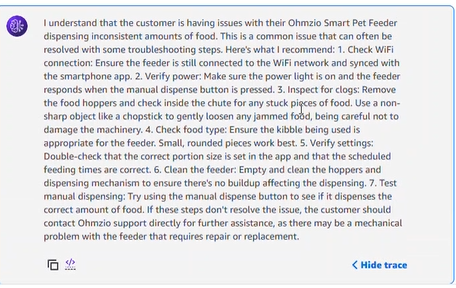 I understand that the customer is having issues with their Ohmzio Smart Pet Feeder
dispensing inconsistent amounts of food. This is a common issue that can often
be resolved with some troubleshooting steps. Here's what I recommend: 1. Check WiFi
connection: Ensure the feeder is still connected to the WiFi network and synced with
the smartphone app. 2. Verify power: Make sure the power light is on and the feeder
responds when the manual dispense button is pressed. 3. Inspect for clogs: Remove
the food hoppers and check inside the chute for any stuck pieces of food. Use a non-
sharp object like a chopstick to gently loosen any jammed food, being careful not to
damage the machinery. 4. Check food type: Ensure the kibble being used is
appropriate for the feeder. Small, rounded pieces work best. 5. Verify settings:
Double-check that the correct portion size is set in the app and that the scheduled
feeding times are correct. 6. Clean the feeder: Empty and clean the hoppers and
dispensing mechanism to ensure there's no buildup affecting the dispensing. 7. Test
manual dispensing: Try using the manual dispense button to see if it dispenses the
correct amount of food. If these steps don't resolve the issue, the customer should
contact Ohmzio support directly for further assistance, as there may be a mechanical
problem with the feeder that requires repair or replacement.
Hide trace